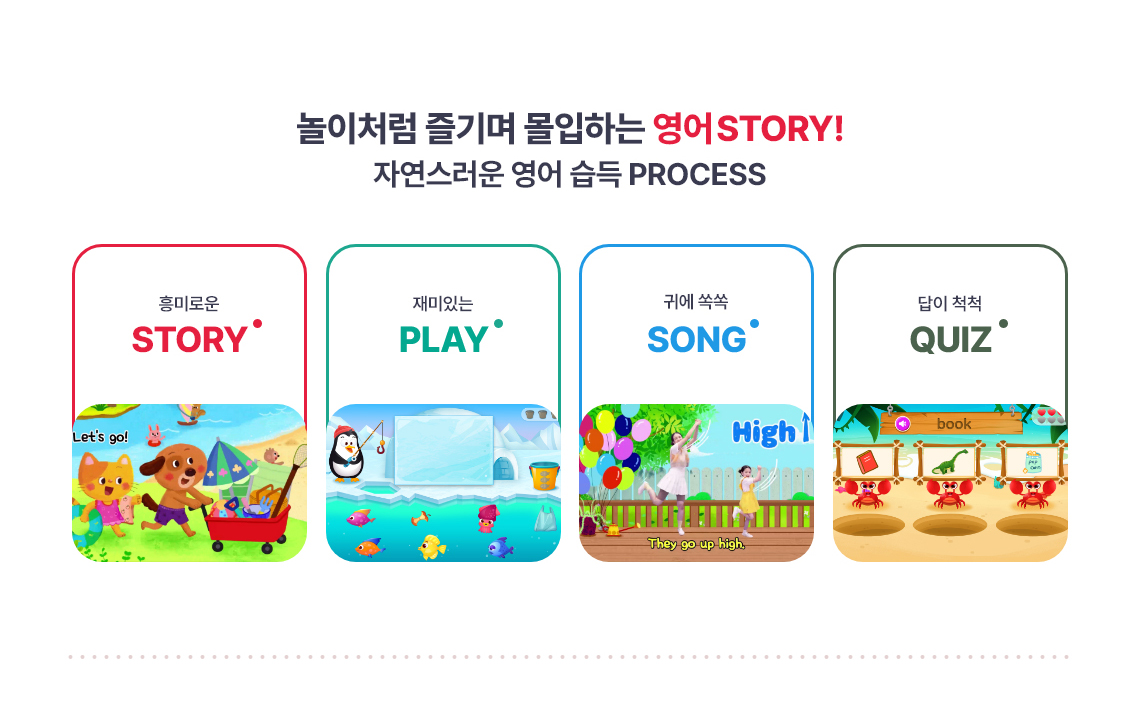 놀이처럼 즐기며 몰입하는 영어STORY!
자연스러운 영어 습득 PROCESS
흥미로운
STORY
재미있는
PLAY
귀에 쏙쏙
SONG
답이 척척
QUIZ
Let's go!
High
They go up high.
book